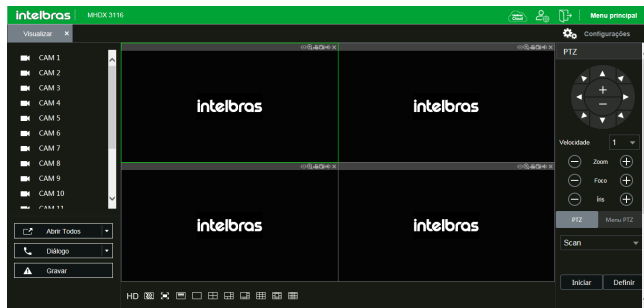 intelbras MHDX 3116 Menu principal
Visualizar × Configurações
PTZ
CAM 1
CAM 2
CAM 3
CAM 4
CAM 5
CAM 6
CAM 7
CAM 8
CAM 9
CAM 10
CAM 11
intelbras
intelbras
intelbras
intelbras
Velocidade 1
Zoom
Foco
Íris
PTZ Menu PTZ
Scan
Iniciar Definir
Abrir Todos
Diálogo
Gravar
HD